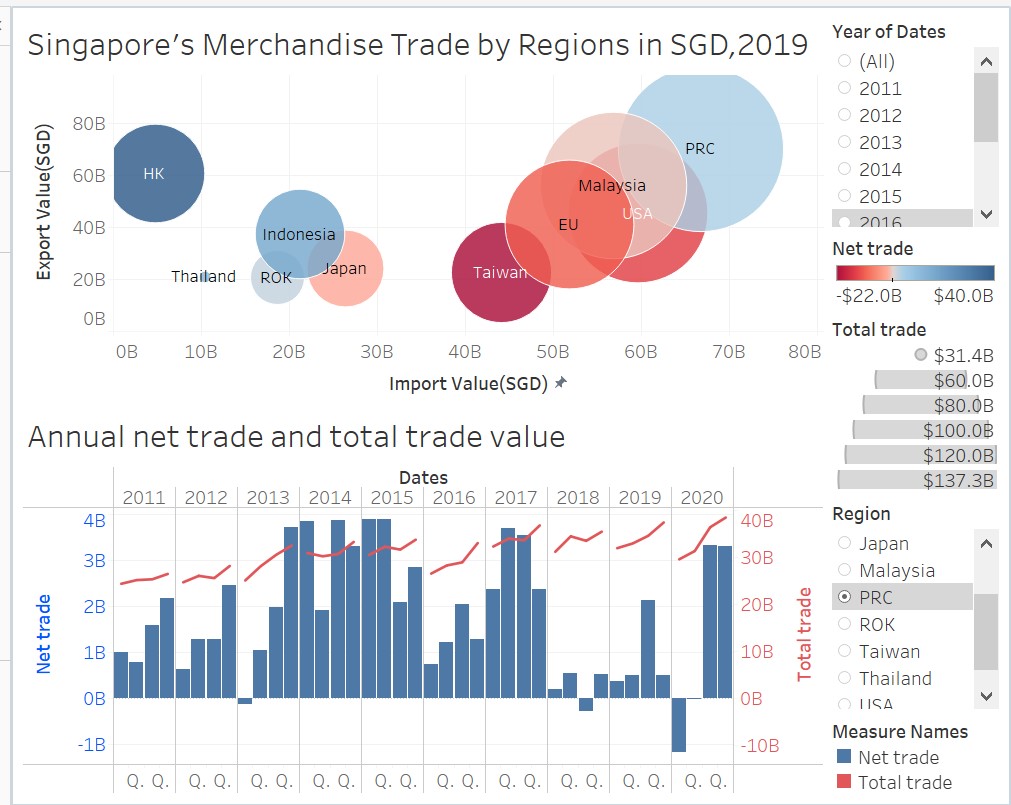 Singapore's Merchandise Trade by Regions in SGD,2019
Export Value(SGD)
80B
60B
40B
20B
0B
HK
PRC
Malaysia
USA
EU
Indonesia
Thailand
ROK
Japan
Taiwan
0B 10B 20B 30B 40B 50B 60B 70B 80B
Import Value(SGD)
Annual net trade and total trade value
Dates
2011 2012 2013 2014 2015 2016 2017 2018 2019 2020
Net trade
4B
3B
2B
1B
0B
-1B
40B
30B
20B
10B
0B
-10B
Total trade
Q. Q. Q. Q. Q. Q. Q. Q. Q. Q. Q. Q. Q. Q. Q. Q. Q. Q. Q. Q.
Year of Dates
(All)
2011
2012
2013
2014
2015
2016
Net trade
-$22.0B $40.0B
Total trade
$31.4B
$60.0B
$80.0B
$100.0B
$120.0B
$137.3B
Region
Japan
Malaysia
PRC
ROK
Taiwan
Thailand
USA
Measure Names
Net trade
Total trade